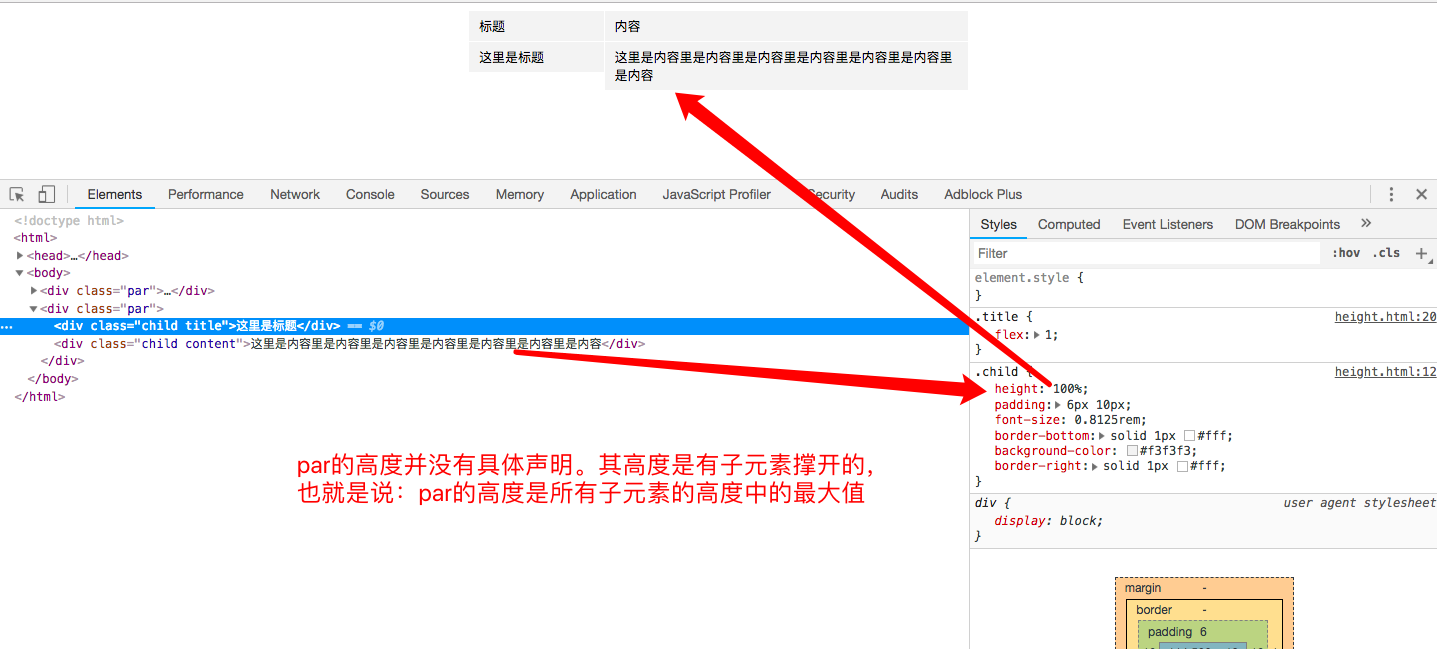 标题 内容
这里是标题 这里是内容里是内容里是内容里是内容里是内容里是内容里
是内容
Elements Performance Network Console Sources Memory Application JavaScript Profiler Security Audits Adblock Plus
<!doctype html>
<html>
<head>…</head>
<body>
<div class="par">…</div>
<div class="par">
<div class="child title">这里是标题</div> == $0
<div class="child content">这里是内容里是内容里是内容里是内容里是内容里是内容里是内容</div>
</div>
</body>
</html>
par的高度并没有具体声明。其高度是有子元素撑开的，
也就是说：par的高度是所有子元素的高度中的最大值
Styles Computed Event Listeners DOM Breakpoints »
Filter :hov .cls +
element.style {
}
.title { height.html:20
flex: 1;
}
.child { height.html:12
height: 100%;
padding: 6px 10px;
font-size: 0.8125rem;
border-bottom: solid 1px #fff;
background-color: #f3f3f3;
border-right: solid 1px #fff;
}
div { user agent stylesheet
display: block;
}
margin -
border -
padding 6